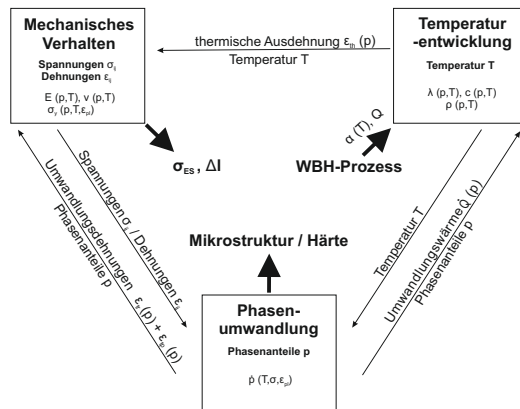 Mechanisches
Verhalten
Spannungen σij
Dehnungen εij
E (p,T), ν (p,T)
σy (p,T,εpl)
thermische Ausdehnung εth (p)
Temperatur T
Temperatur
-entwicklung
Temperatur T
λ (p,T), c (p,T)
ρ (p,T)
α (T), Q
WBH-Prozess
σES , Δl
Spannungen σij / Dehnungen εij
Umwandlungsdehnungen εtr(p) + εtp(p)
Phasenanteile p
Temperatur T
Umwandlungswärme Q̇ (p)
Phasenanteile p
Mikrostruktur / Härte
Phasen-
umwandlung
Phasenanteile p
ṗ (T,σ,εpl)